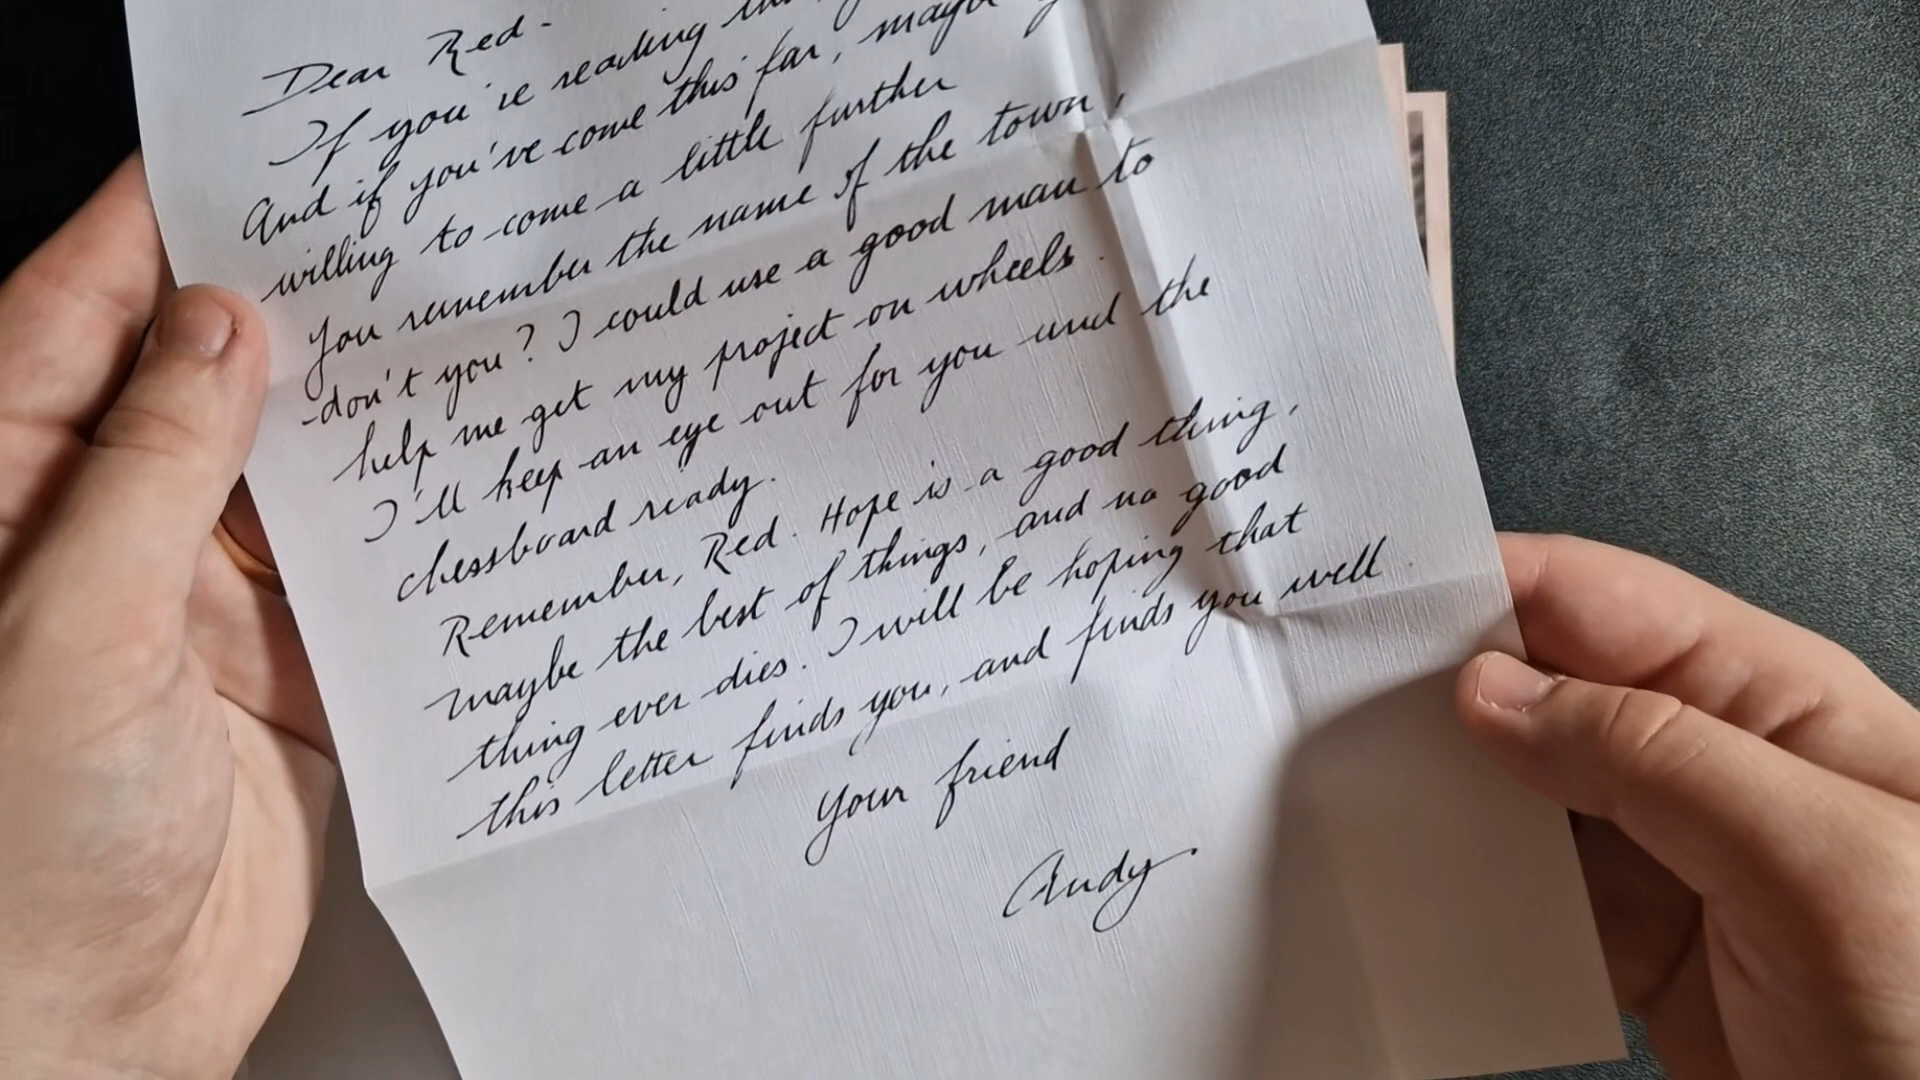 Dear Red -
If you're reading
And if you've come this far, maybe
willing to come a little further
You remember the name of the town,
don't you? I could use a good man to
help me get my project on wheels.
I'll keep an eye out for you and the
chessboard ready.
Remember, Red. Hope is a good thing,
maybe the best of things, and no good
thing ever dies. I will be hoping that
this letter finds you, and finds you well.
Your friend
Andy